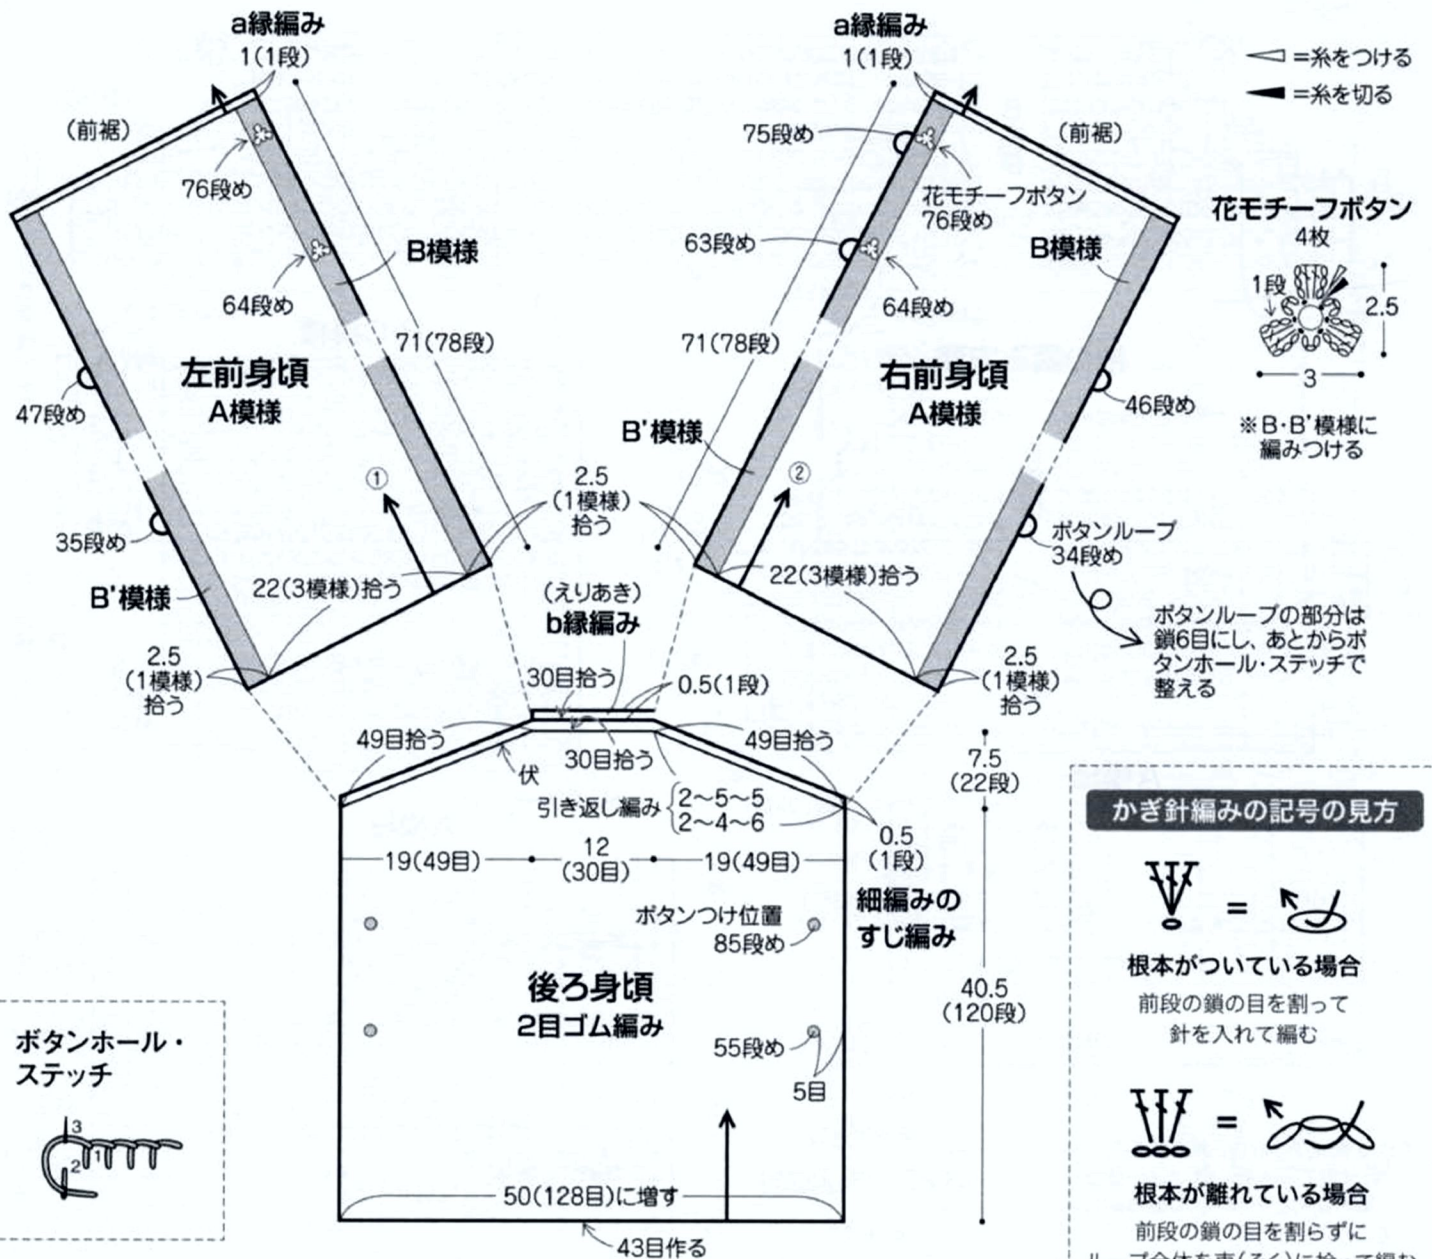 a縁編み
1(1段)
(前裾)
76段め
64段め
B模様
71(78段)
左前身頃
A模様
47段め
35段め
B'模様
①
22(3模様)拾う
2.5
(1模様)
拾う
2.5
(1模様)
拾う
a縁編み
1(1段)
(前裾)
75段め
花モチーフボタン
76段め
63段め
64段め
B模様
71(78段)
右前身頃
A模様
B'模様
②
46段め
22(3模様)拾う
ボタンループ
34段め
ボタンループの部分は
鎖6目にし、あとからボ
タンホール・ステッチで
整える
2.5
(1模様)
拾う
=糸をつける
=糸を切る
花モチーフボタン
4枚
1段
2.5
3
※B・B'模様に
編みつける
(えりあき)
b縁編み
30目拾う
0.5(1段)
49目拾う
49目拾う
30目拾う
伏
引き返し編み
2〜5〜5
2〜4〜6
7.5
(22段)
0.5
(1段)
19(49目)
12
(30目)
19(49目)
細編みの
すじ編み
ボタンつけ位置
85段め
後ろ身頃
2目ゴム編み
55段め
5目
40.5
(120段)
50(128目)に増す
43目作る
ボタンホール・
ステッチ
3
1
2
かぎ針編みの記号の見方
=
根本がついている場合
前段の鎖の目を割って
針を入れて編む
=
根本が離れている場合
前段の鎖の目を割らずに
ループ全体を束(そく)に拾って編む